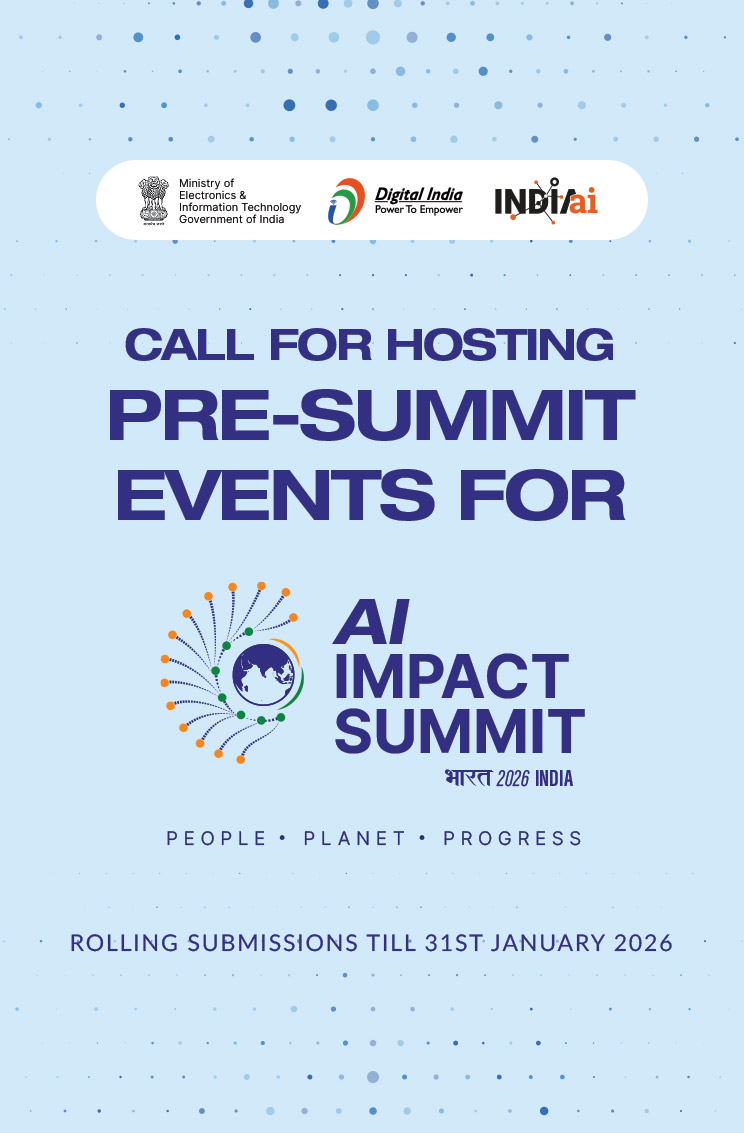 Ministry of
Electronics &
Information Technology
Government of India
Digital India
Power To Empower
INDIAai
CALL FOR HOSTING
PRE-SUMMIT
EVENTS FOR
AI
IMPACT
SUMMIT
भारत 2026 INDIA
PEOPLE • PLANET • PROGRESS
ROLLING SUBMISSIONS TILL 31ST JANUARY 2026